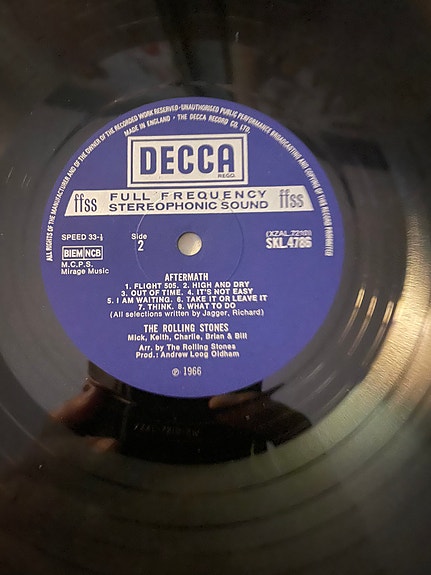 ALL RIGHTS OF THE MANUFACTURER AND OF THE OWNER OF THE RECORDED WORK RESERVED · UNAUTHORISED PUBLIC PERFORMANCE BROADCASTING AND COPYING OF THIS RECORD PROHIBITED
MADE IN ENGLAND · THE DECCA RECORD CO. LTD.
DECCA
REGD.
ffss FULL FREQUENCY STEREOPHONIC SOUND ffss
SPEED 33-⅓
Side 2
SKL.4786
BIEM NCB
M.C.P.S.
Mirage Music
AFTERMATH
1. FLIGHT 505. 2. HIGH AND DRY
3. OUT OF TIME. 4. IT'S NOT EASY
5. I AM WAITING. 6. TAKE IT OR LEAVE IT
7. THINK. 8. WHAT TO DO
(All selections written by Jagger, Richard)
THE ROLLING STONES
Mick, Keith, Charlie, Brian & Bill
Arr. by The Rolling Stones
Prod.: Andrew Loog Oldham
℗ 1966